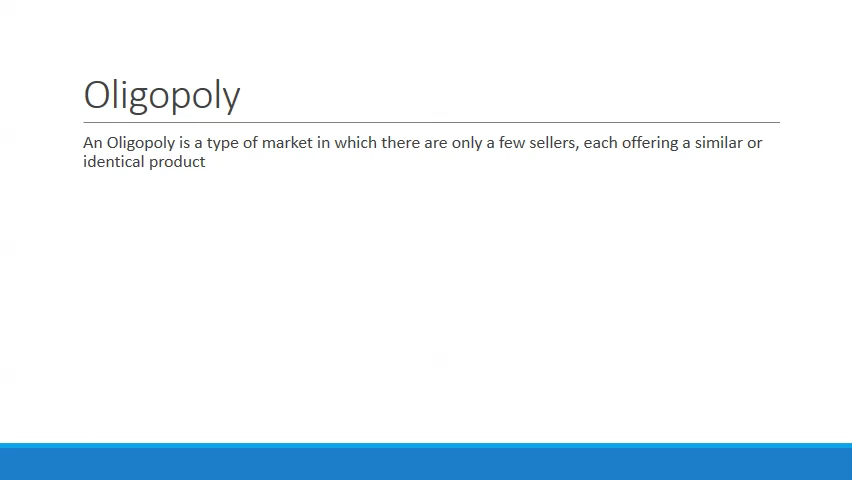 Oligopoly
An Oligopoly is a type of market in which there are only a few sellers, each offering a similar or
identical product